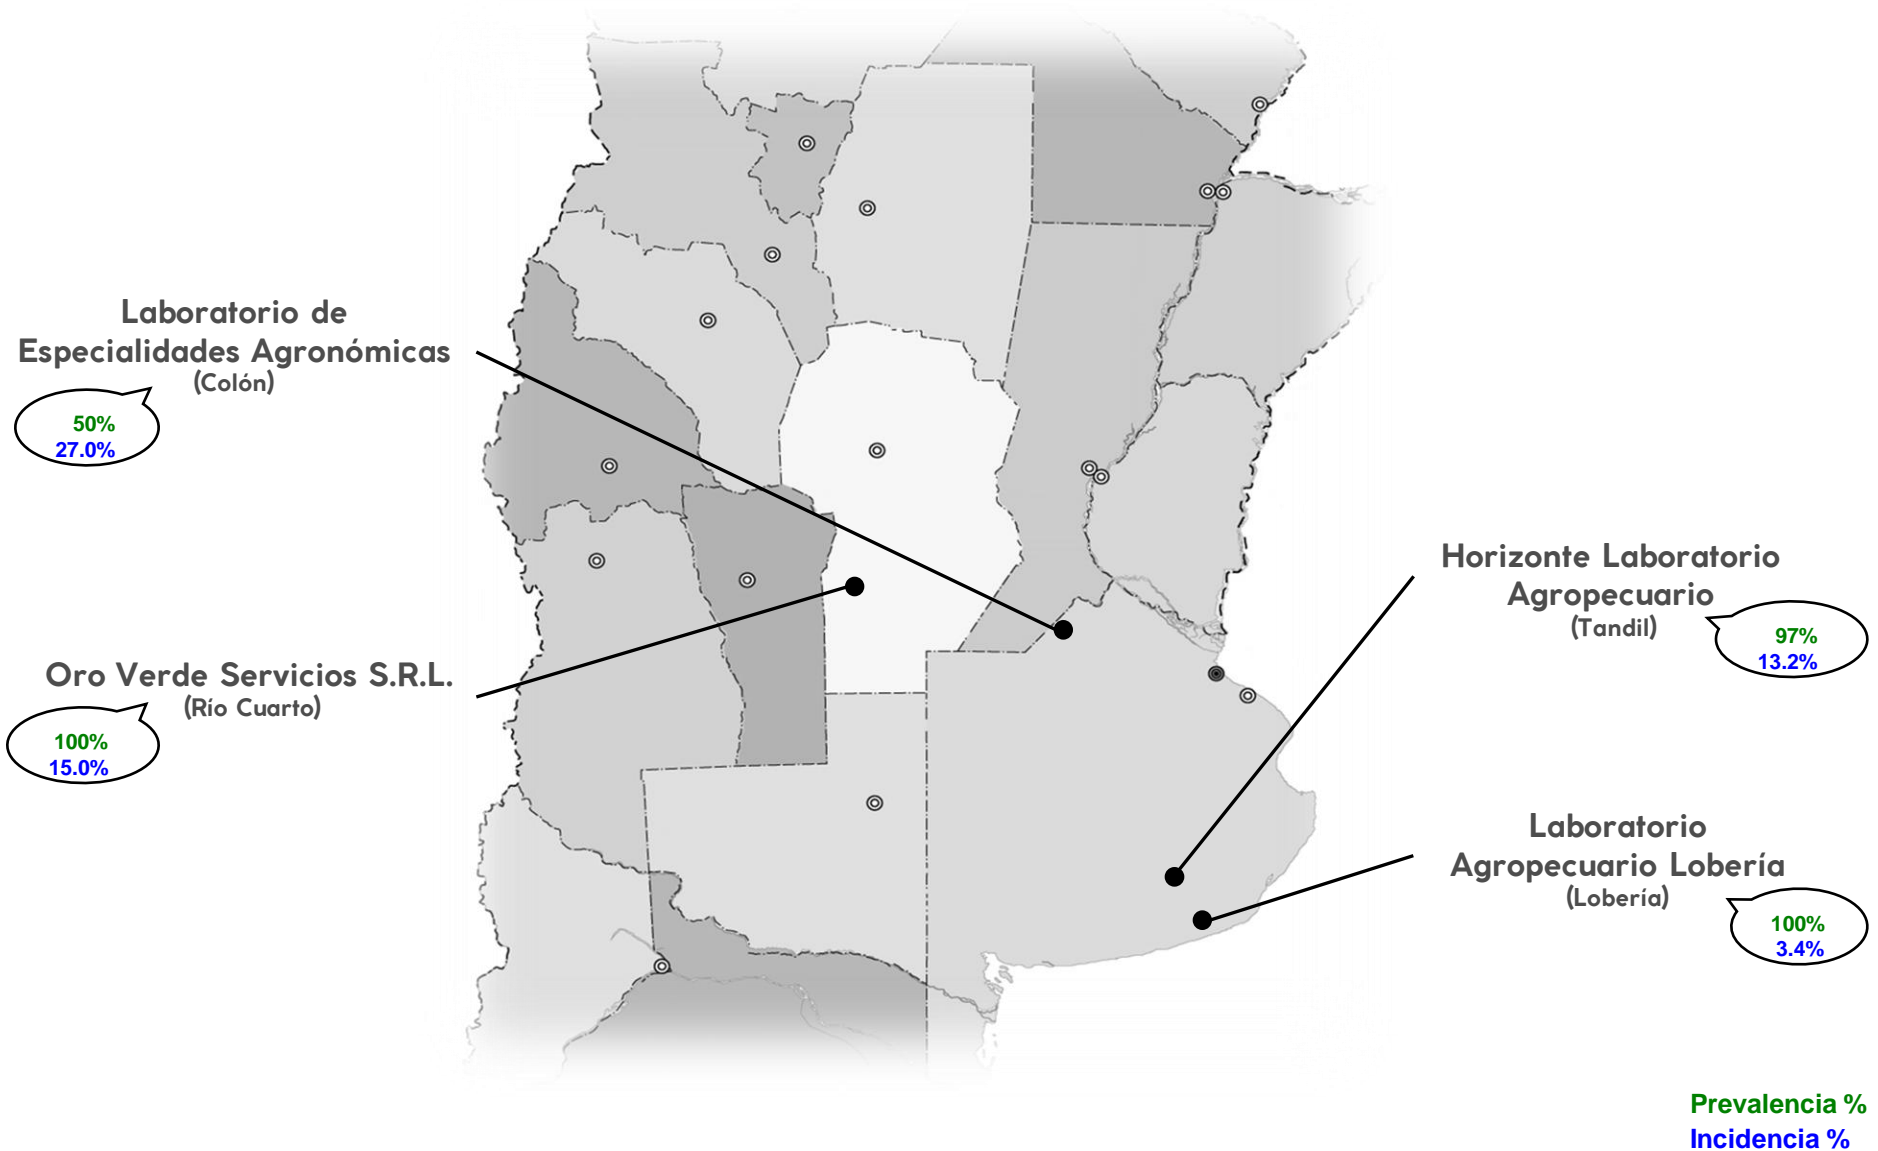 Laboratorio de
Especialidades Agronómicas
(Colón)
50%
27.0%
Oro Verde Servicios S.R.L.
(Río Cuarto)
100%
15.0%
Horizonte Laboratorio
Agropecuario
(Tandil)
97%
13.2%
Laboratorio
Agropecuario Lobería
(Lobería)
100%
3.4%
Prevalencia %
Incidencia %